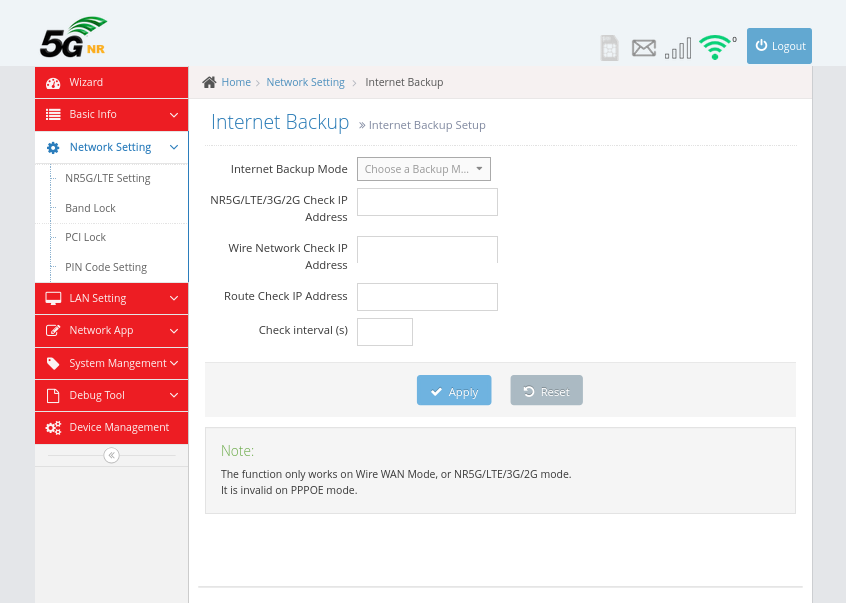 5G NR
0
Logout
Wizard
Home > Network Setting > Internet Backup
Basic Info
Internet Backup » Internet Backup Setup
Network Setting
Internet Backup Mode Choose a Backup M...
NR5G/LTE Setting
NR5G/LTE/3G/2G Check IP
Address
Band Lock
PCI Lock
Wire Network Check IP
Address
PIN Code Setting
LAN Setting
Route Check IP Address
Network App
Check interval (s)
System Mangement
Debug Tool
Apply
Reset
Device Management
Note:
The function only works on Wire WAN Mode, or NR5G/LTE/3G/2G mode.
It is invalid on PPPOE mode.